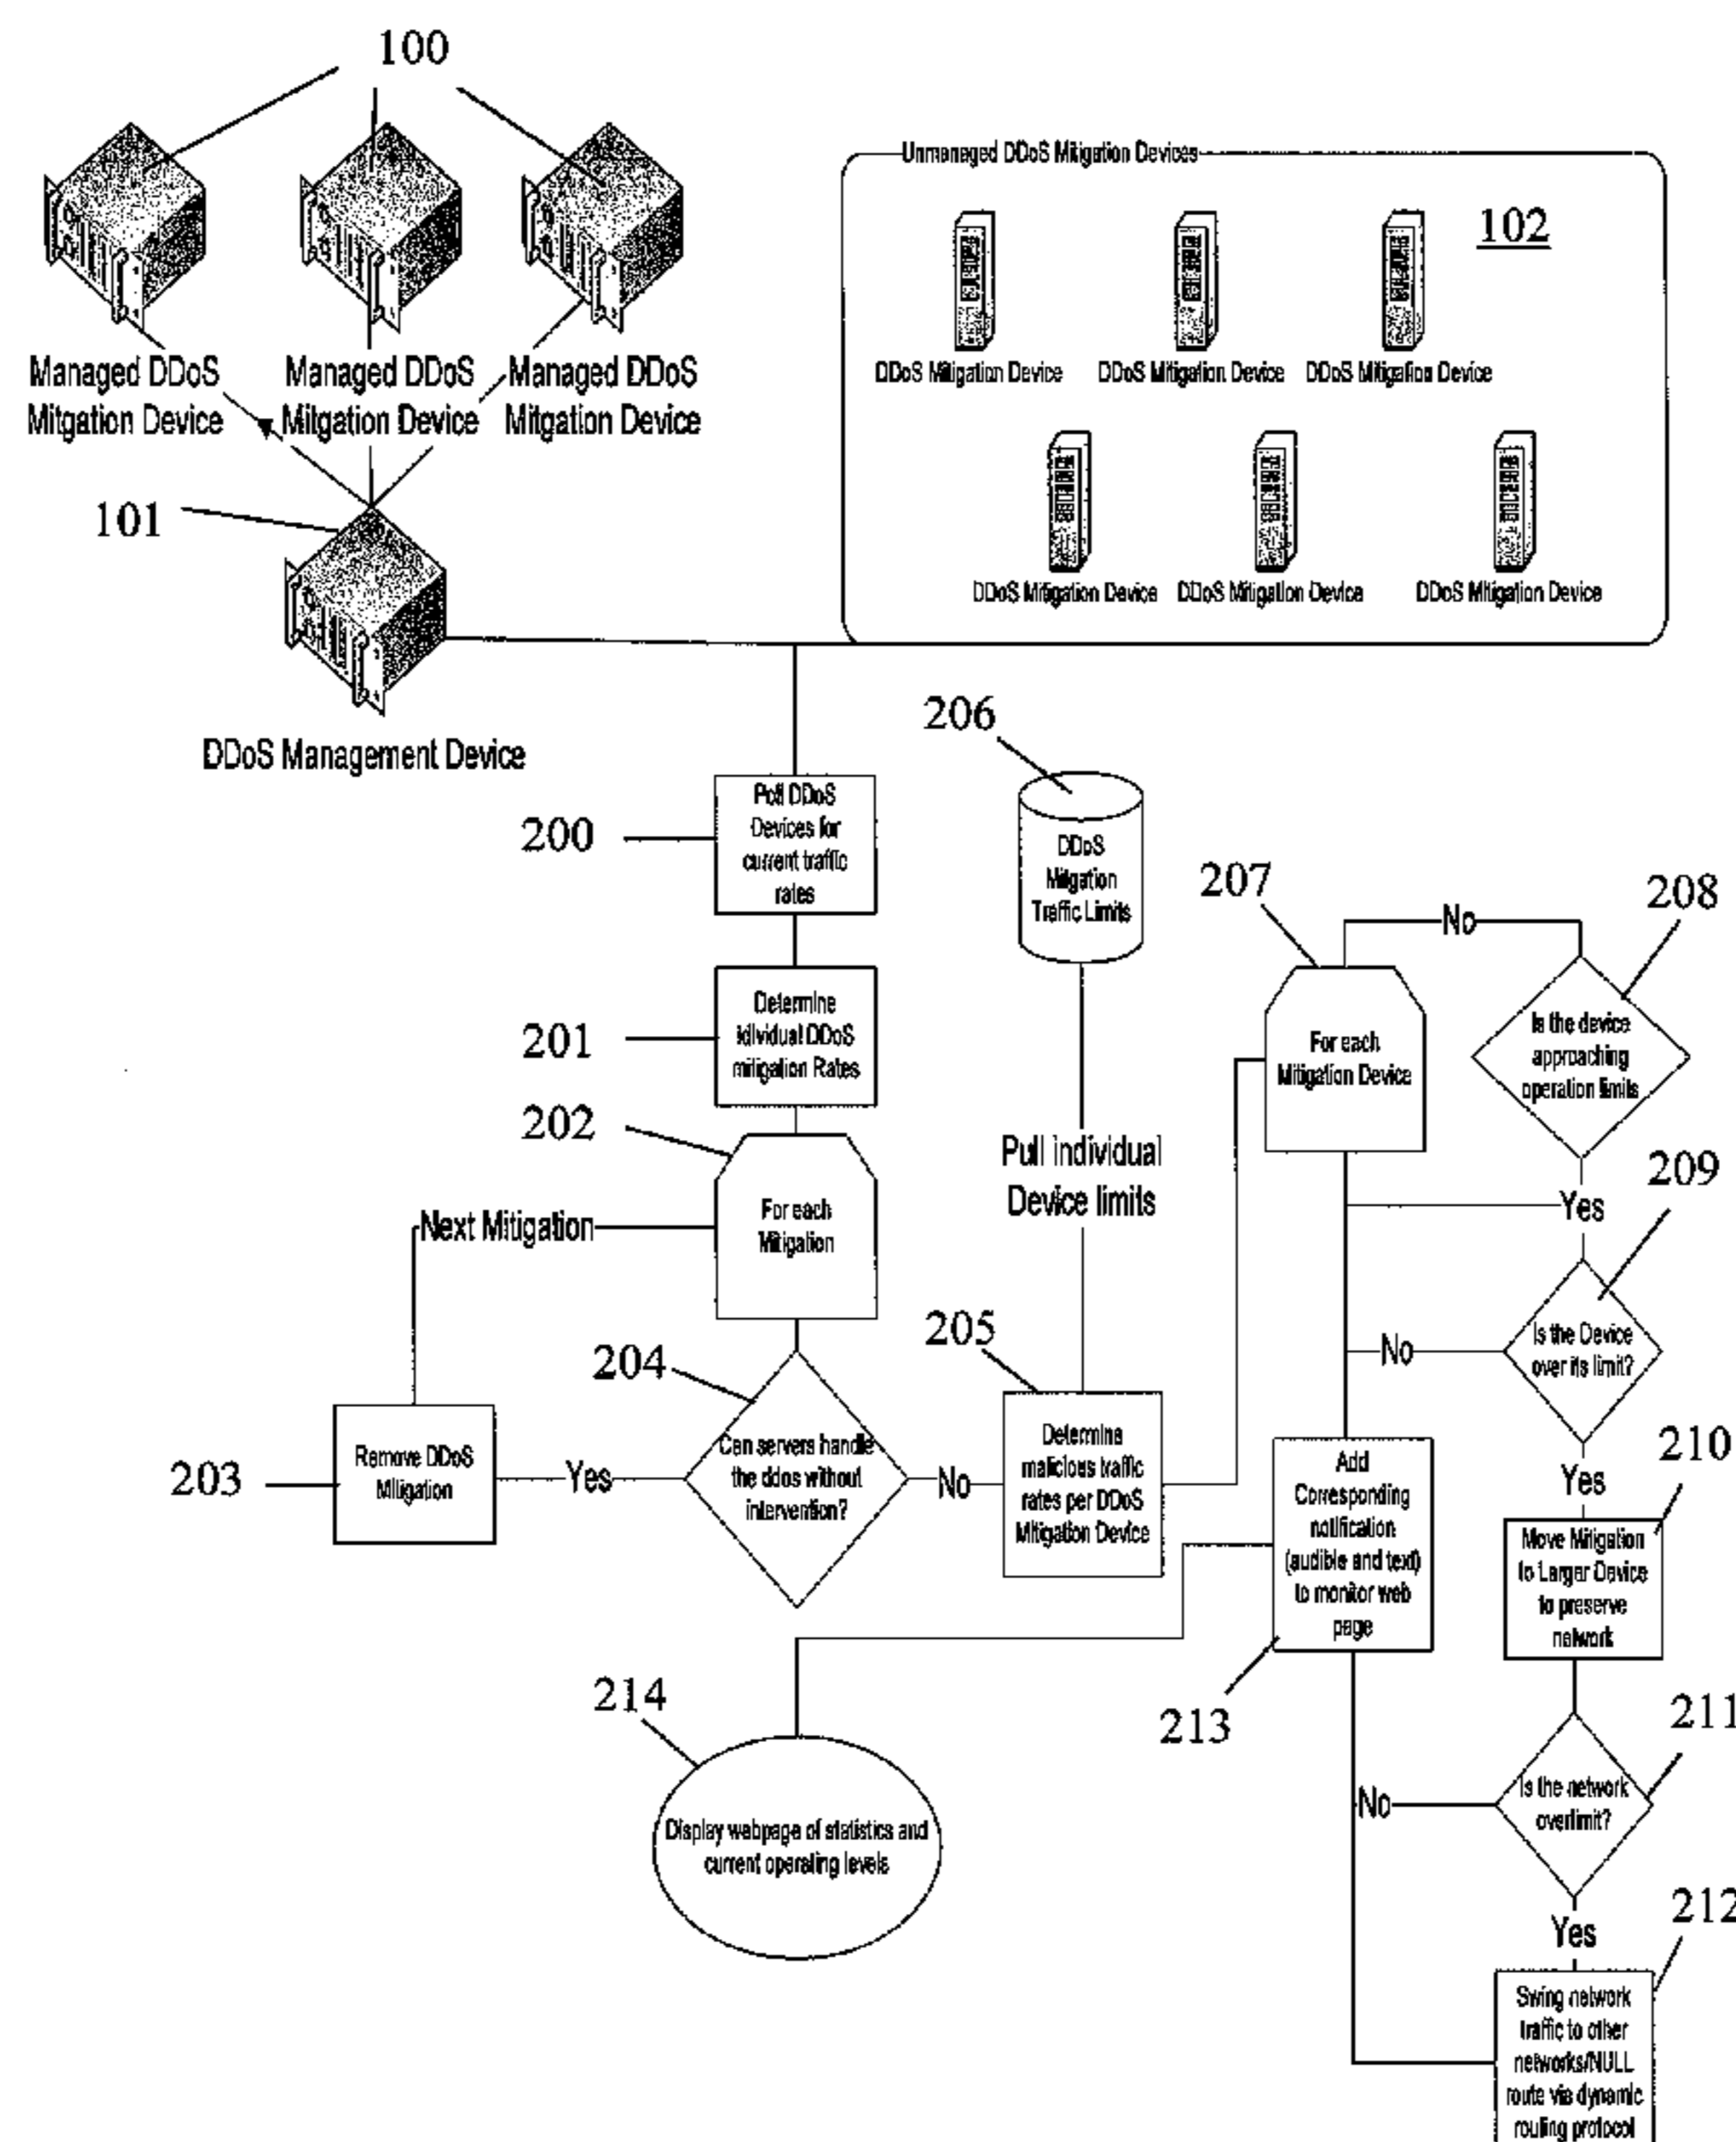 100
Unmanaged DDoS Mitigation Devices
102
DDoS Mitigation Device DDoS Mitigation Device DDoS Mitigation Device
Managed DDoS Mitgation Device
Managed DDoS Mitgation Device
Managed DDoS Mitgation Device
101
DDoS Mitigation Device DDoS Mitigation Device DDoS Mitigation Device
DDoS Management Device
200
Poll DDoS
Devices for
current traffic
rates
206
DDoS
Mitgation
Traffic Limits
201
Determine
idividual DDoS
mitigation Rates
207
For each
Mitigation Device
No
208
Is the device
approaching
operation limits
202
For each
Mitigation
Next Mitigation
Pull individual
Device limits
Yes
209
Is the Device
over its limit?
No
203
Remove DDoS
Mitigation
Yes
204
Can servers handle
the ddos without
intervention?
No
205
Determine
malicious traffic
rates per DDoS
Mitigation Device
Add
Corresponding
notification
(audible and text)
to monitor web
page
213
Yes
210
Move Mitigation
to Larger Device
to preserve
network
214
Display webpage of statistics and
current operating levels
211
Is the network
overlimit?
No
Yes
212
Swing network
traffic to other
networks/NULL
route via dynamic
routing protocol